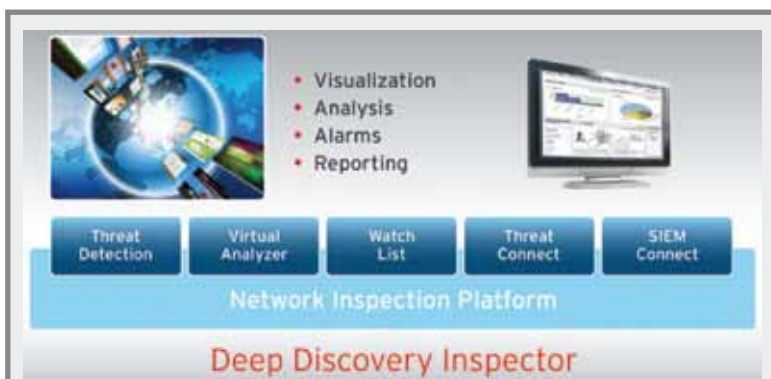 • Visualization
• Analysis
• Alarms
• Reporting
Threat Detection
Virtual Analyzer
Watch List
Threat Connect
SIEM Connect
Network Inspection Platform
Deep Discovery Inspector